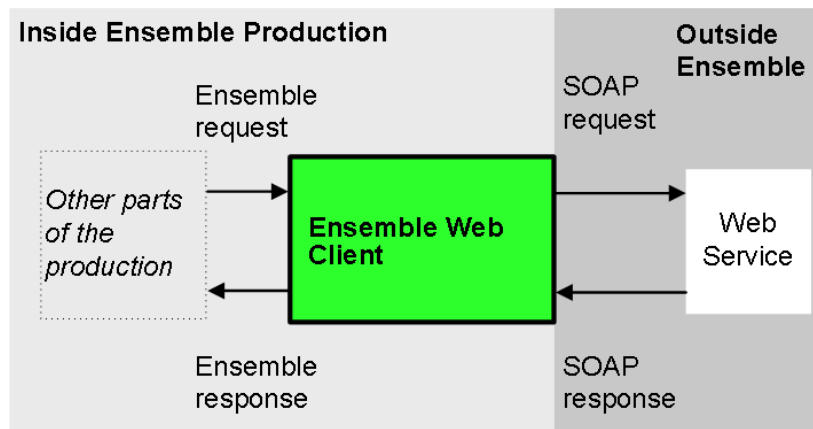 Inside Ensemble Production
Outside
Ensemble
Ensemble
request
SOAP
request
Other parts
of the
production
Ensemble Web
Client
Web
Service
Ensemble
response
SOAP
response